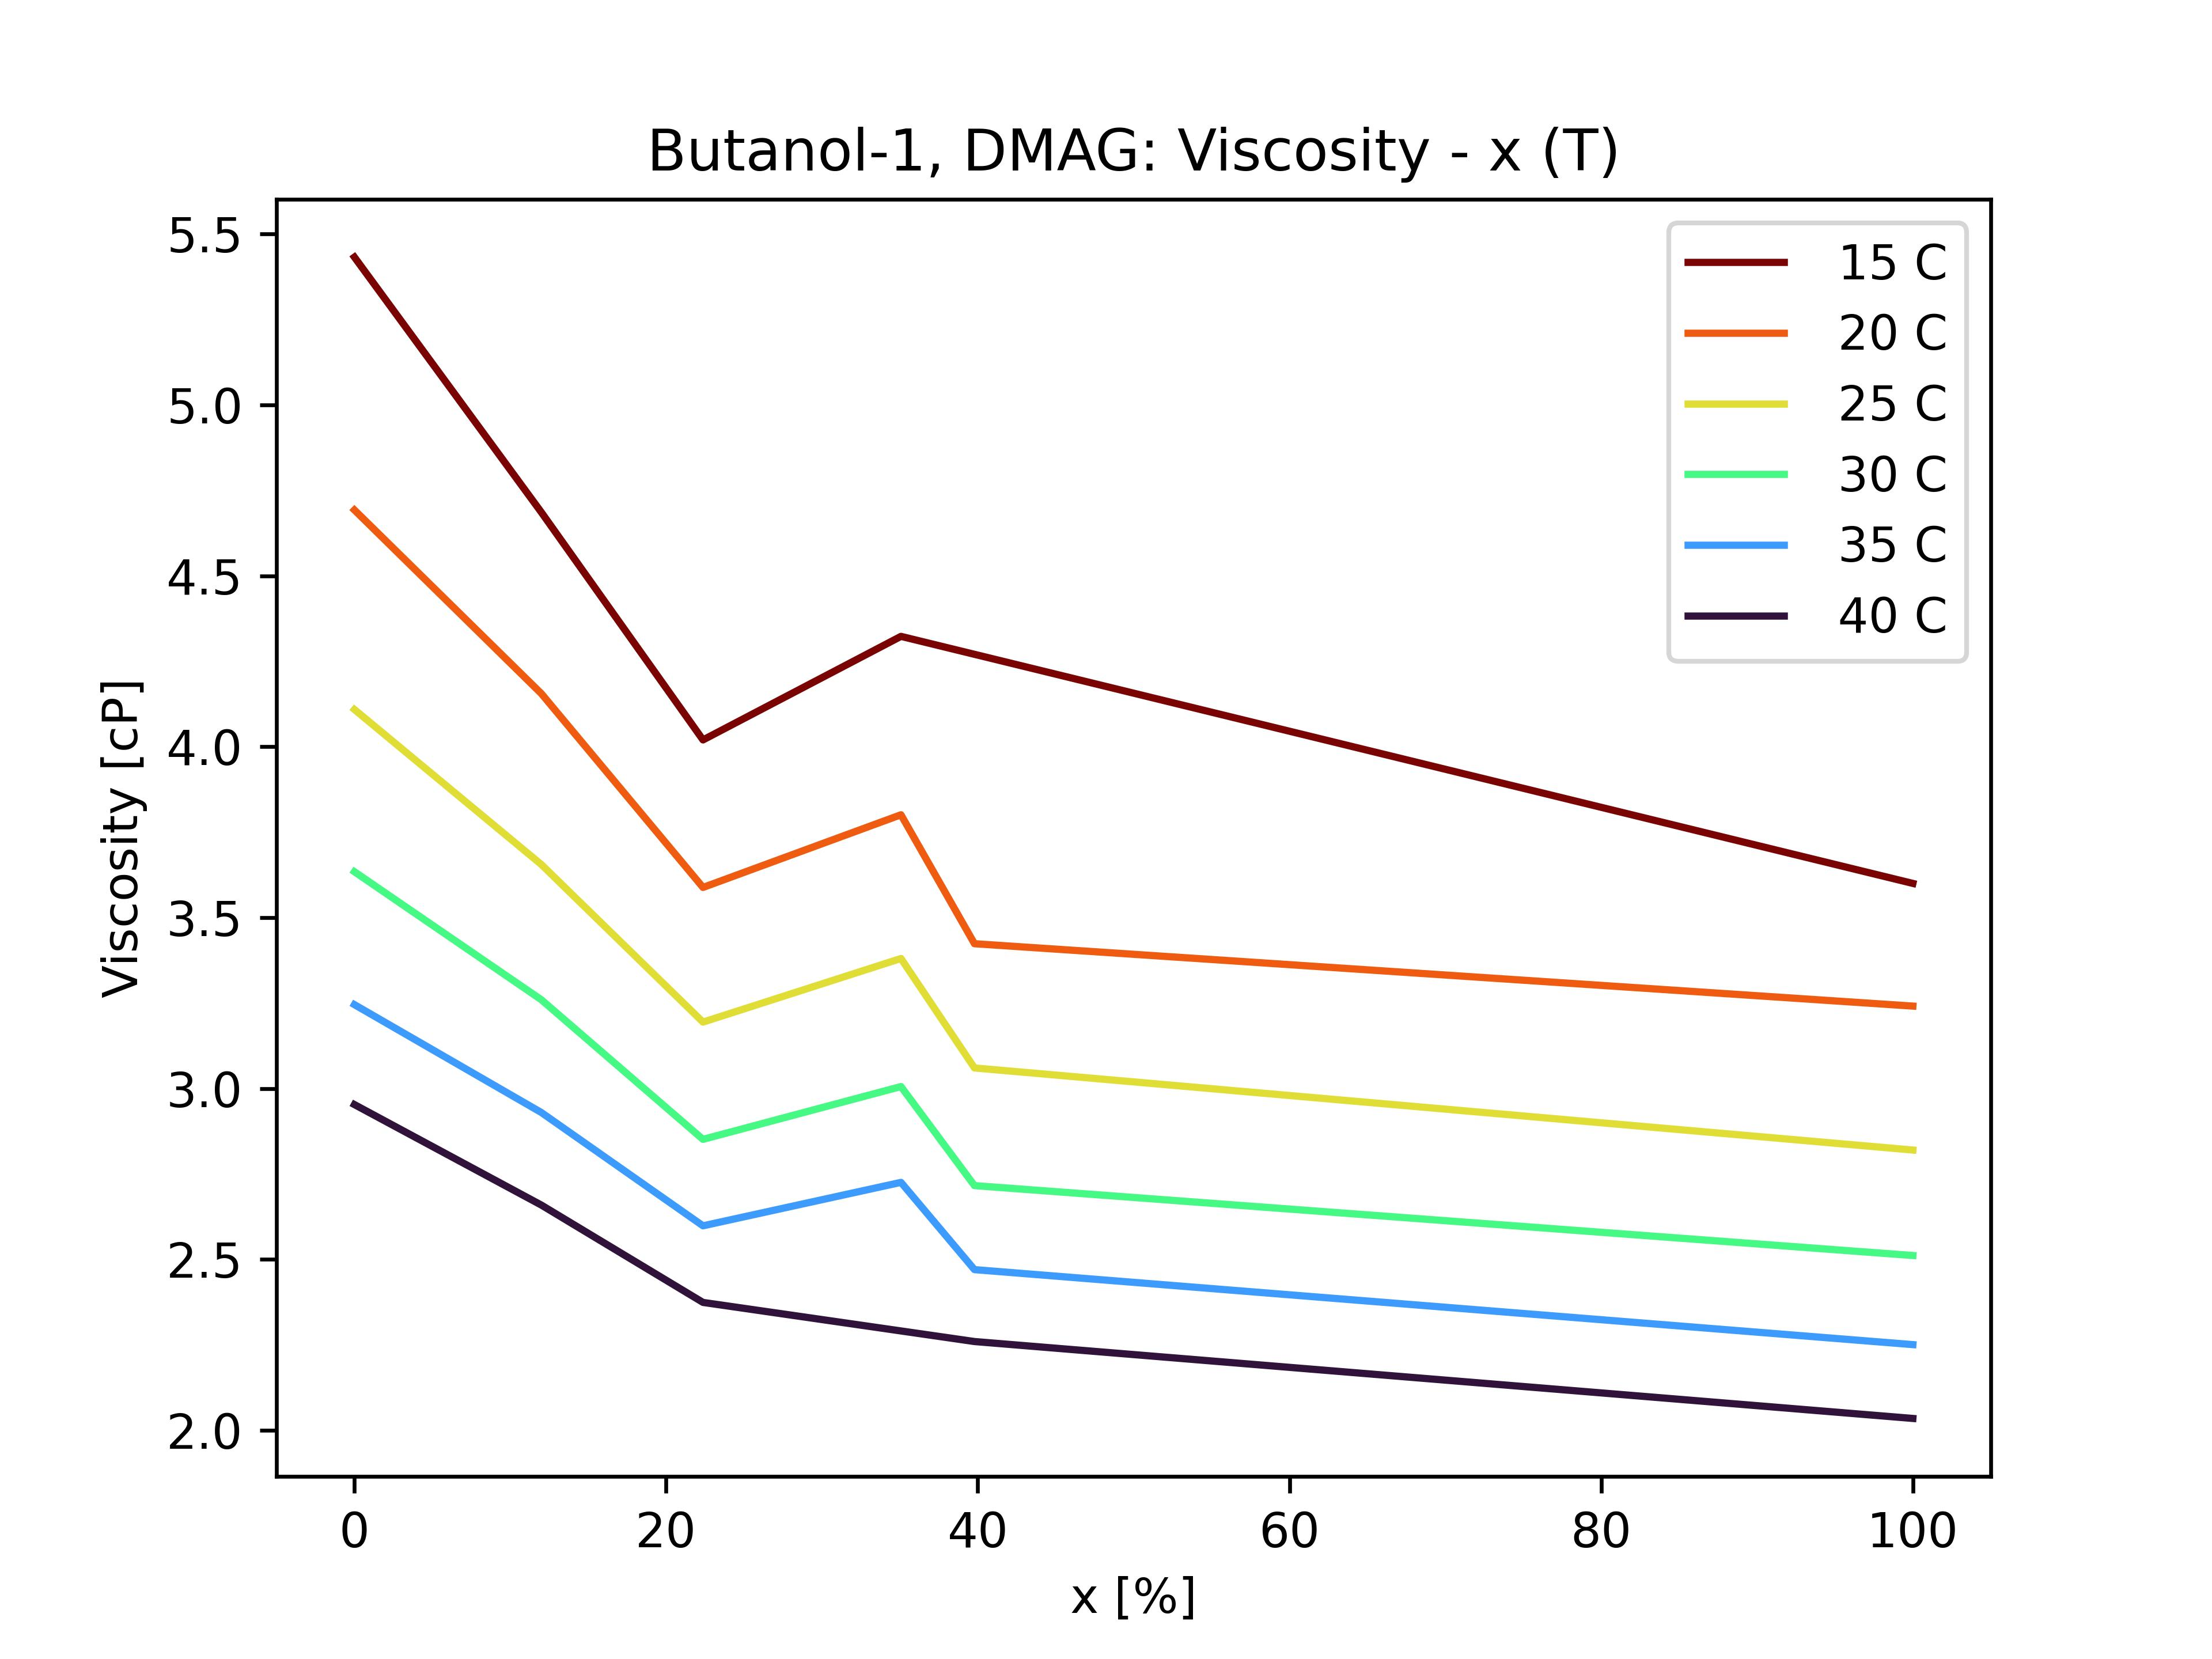 Butanol-1, DMAG: Viscosity - x (T)
5.5
5.0
4.5
4.0
3.5
3.0
2.5
2.0
Viscosity [cP]
15 C
20 C
25 C
30 C
35 C
40 C
0 20 40 60 80 100
x [%]